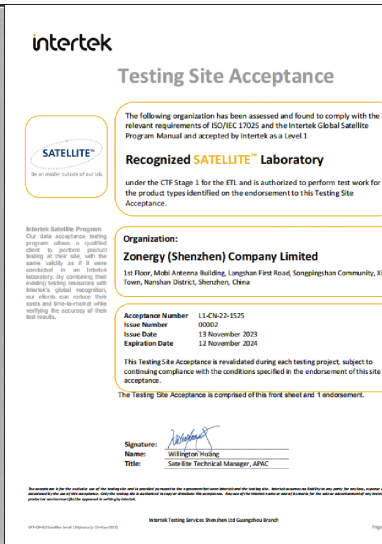 intertek
Testing Site Acceptance
The following organization has been assessed and found to comply with the
relevant requirements of ISO/IEC 17025 and the Intertek Global Satellite
Program Manual and accepted by Intertek as a Level 1
SATELLITE™
Be an insider outside of our lab.
Recognized SATELLITE™ Laboratory
under the CTF Stage 1 for the ETL and is authorized to perform test work for
the product types identified on the endorsement to this Testing Site
Acceptance.
Intertek Satellite Program
Our data acceptance testing
program allows a qualified
client to perform product
testing at their site, with the
same validity as if it were
conducted in an Intertek
laboratory. By combining their
existing testing resources with
Intertek's global recognition,
our clients can reduce their
costs and time-to-market while
verifying the accuracy of their
test results.
Organization:
Zonergy (Shenzhen) Company Limited
1st Floor, Mobi Antenna Building, Langshan First Road, Songpingshan Community,
Town, Nanshan District, Shenzhen, China
Acceptance Number L1-CN-22-1525
Issue Number 00002
Issue Date 13 November 2023
Expiration Date 12 November 2024
This Testing Site Acceptance is revalidated during each testing project, subject to
continuing compliance with the conditions specified in the endorsement of this site
acceptance.
The Testing Site Acceptance is comprised of this front sheet and 1 endorsement.
Signature:
Name: Willington Huang
Title: Satellite Technical Manager, APAC
Intertek Testing Services Shenzhen Ltd Guangzhou Branch
Page